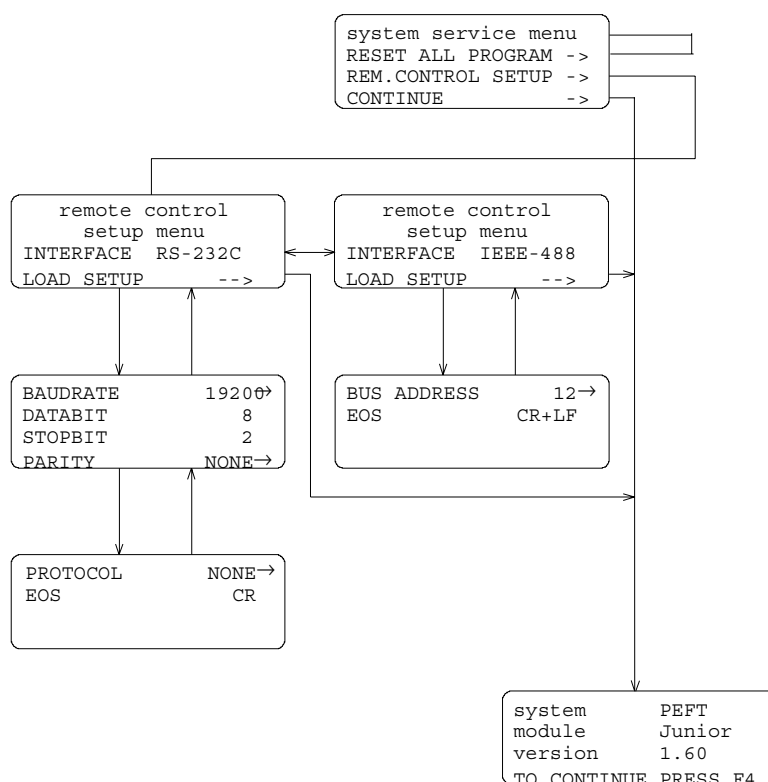 system service menu
RESET ALL PROGRAM ->
REM.CONTROL SETUP ->
CONTINUE ->
remote control
setup menu
INTERFACE RS-232C
LOAD SETUP -->
remote control
setup menu
INTERFACE IEEE-488
LOAD SETUP -->
BAUDRATE 19200→
DATABIT 8
STOPBIT 2
PARITY NONE→
BUS ADDRESS 12→
EOS CR+LF
PROTOCOL NONE→
EOS CR
system PEFT
module Junior
version 1.60
TO CONTINUE PRESS F4